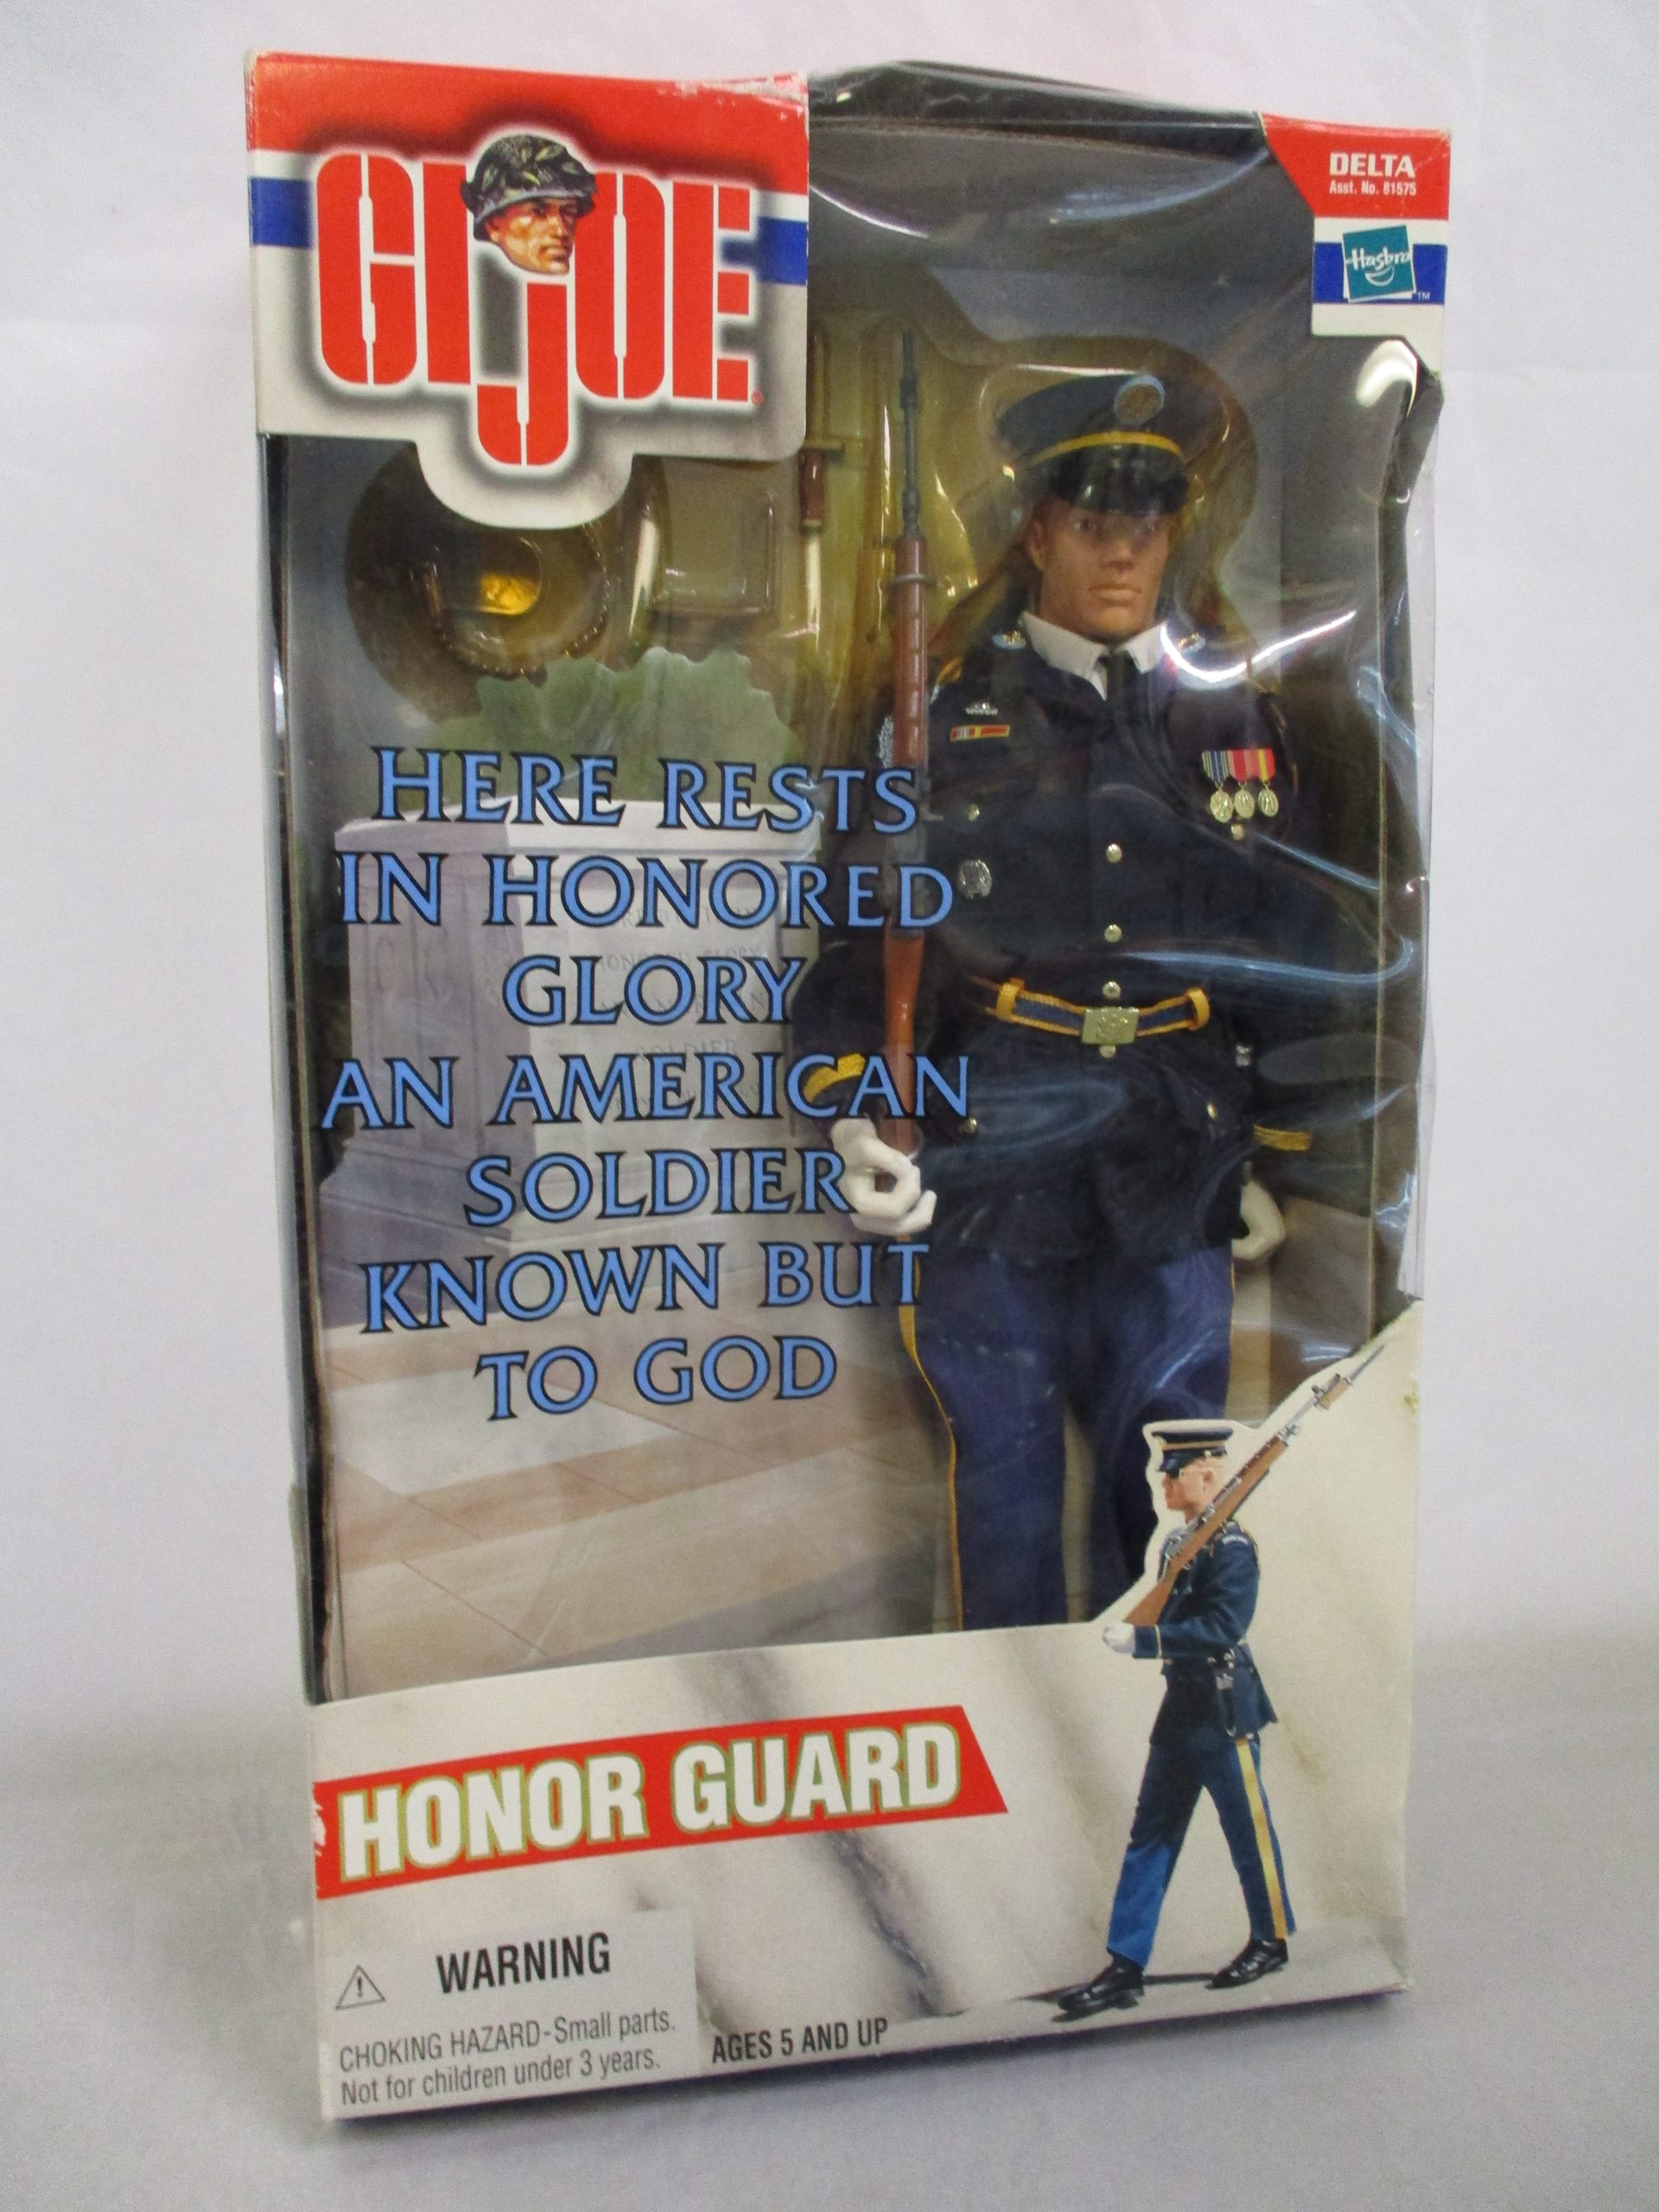 GI JOE
DELTA
Asst. No. 81575
Hasbro
TM
HERE RESTS
IN HONORED
GLORY
AN AMERICAN
SOLDIER
KNOWN BUT
TO GOD
HONOR GUARD
WARNING
CHOKING HAZARD-Small parts.
Not for children under 3 years.
AGES 5 AND UP